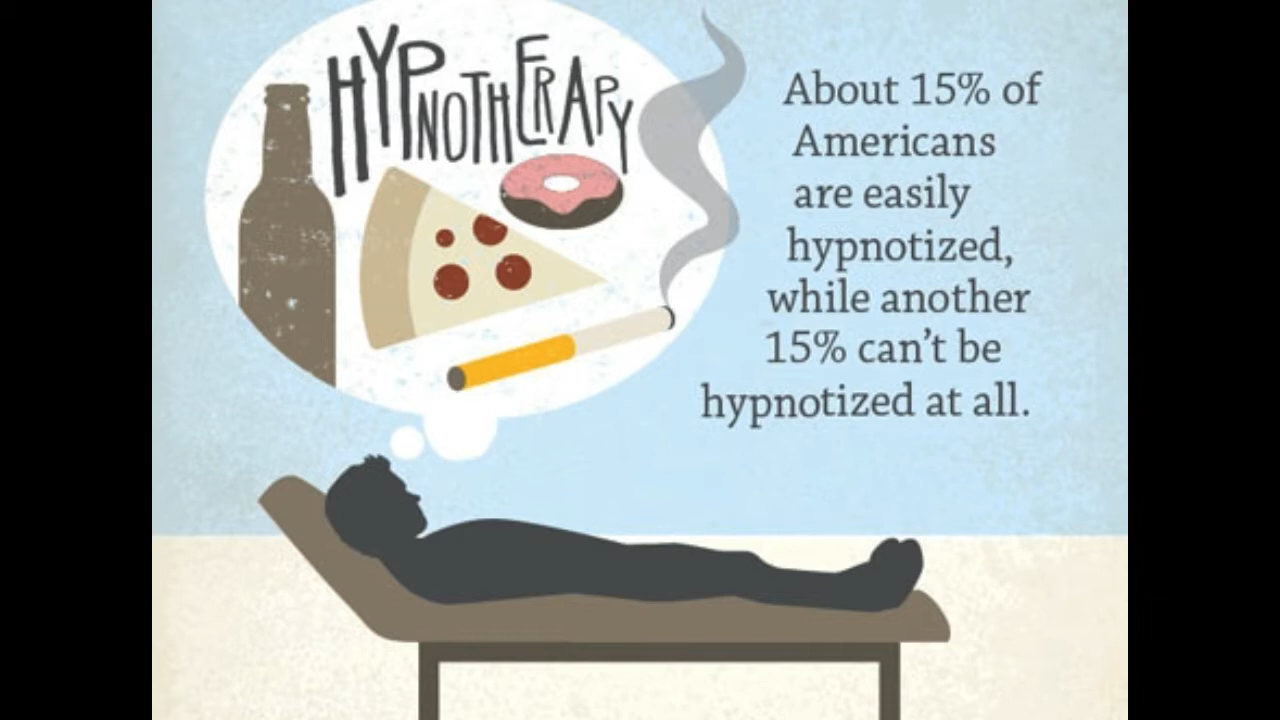 HYPNOTHERAPY
About 15% of
Americans
are easily
hypnotized,
while another
15% can’t be
hypnotized at all.